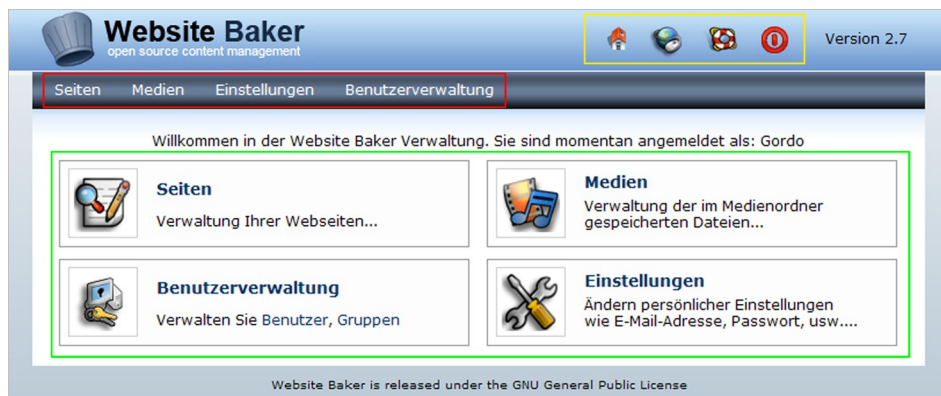 Website Baker
open source content management
Version 2.7
Seiten Medien Einstellungen Benutzerverwaltung
Willkommen in der Website Baker Verwaltung. Sie sind momentan angemeldet als: Gordo
Seiten
Verwaltung Ihrer Webseiten...
Medien
Verwaltung der im Medienordner
gespeicherten Dateien...
Benutzerverwaltung
Verwalten Sie Benutzer, Gruppen
Einstellungen
Ändern persönlicher Einstellungen
wie E-Mail-Adresse, Passwort, usw....
Website Baker is released under the GNU General Public License